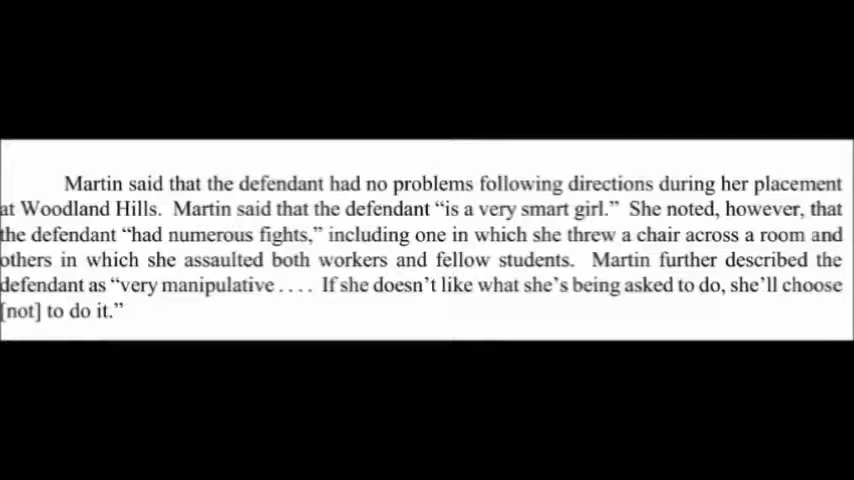 Martin said that the defendant had no problems following directions during her placement
at Woodland Hills. Martin said that the defendant “is a very smart girl.” She noted, however, that
the defendant “had numerous fights,” including one in which she threw a chair across a room and
others in which she assaulted both workers and fellow students. Martin further described the
defendant as “very manipulative . . . . If she doesn’t like what she’s being asked to do, she’ll choose
[not] to do it.”